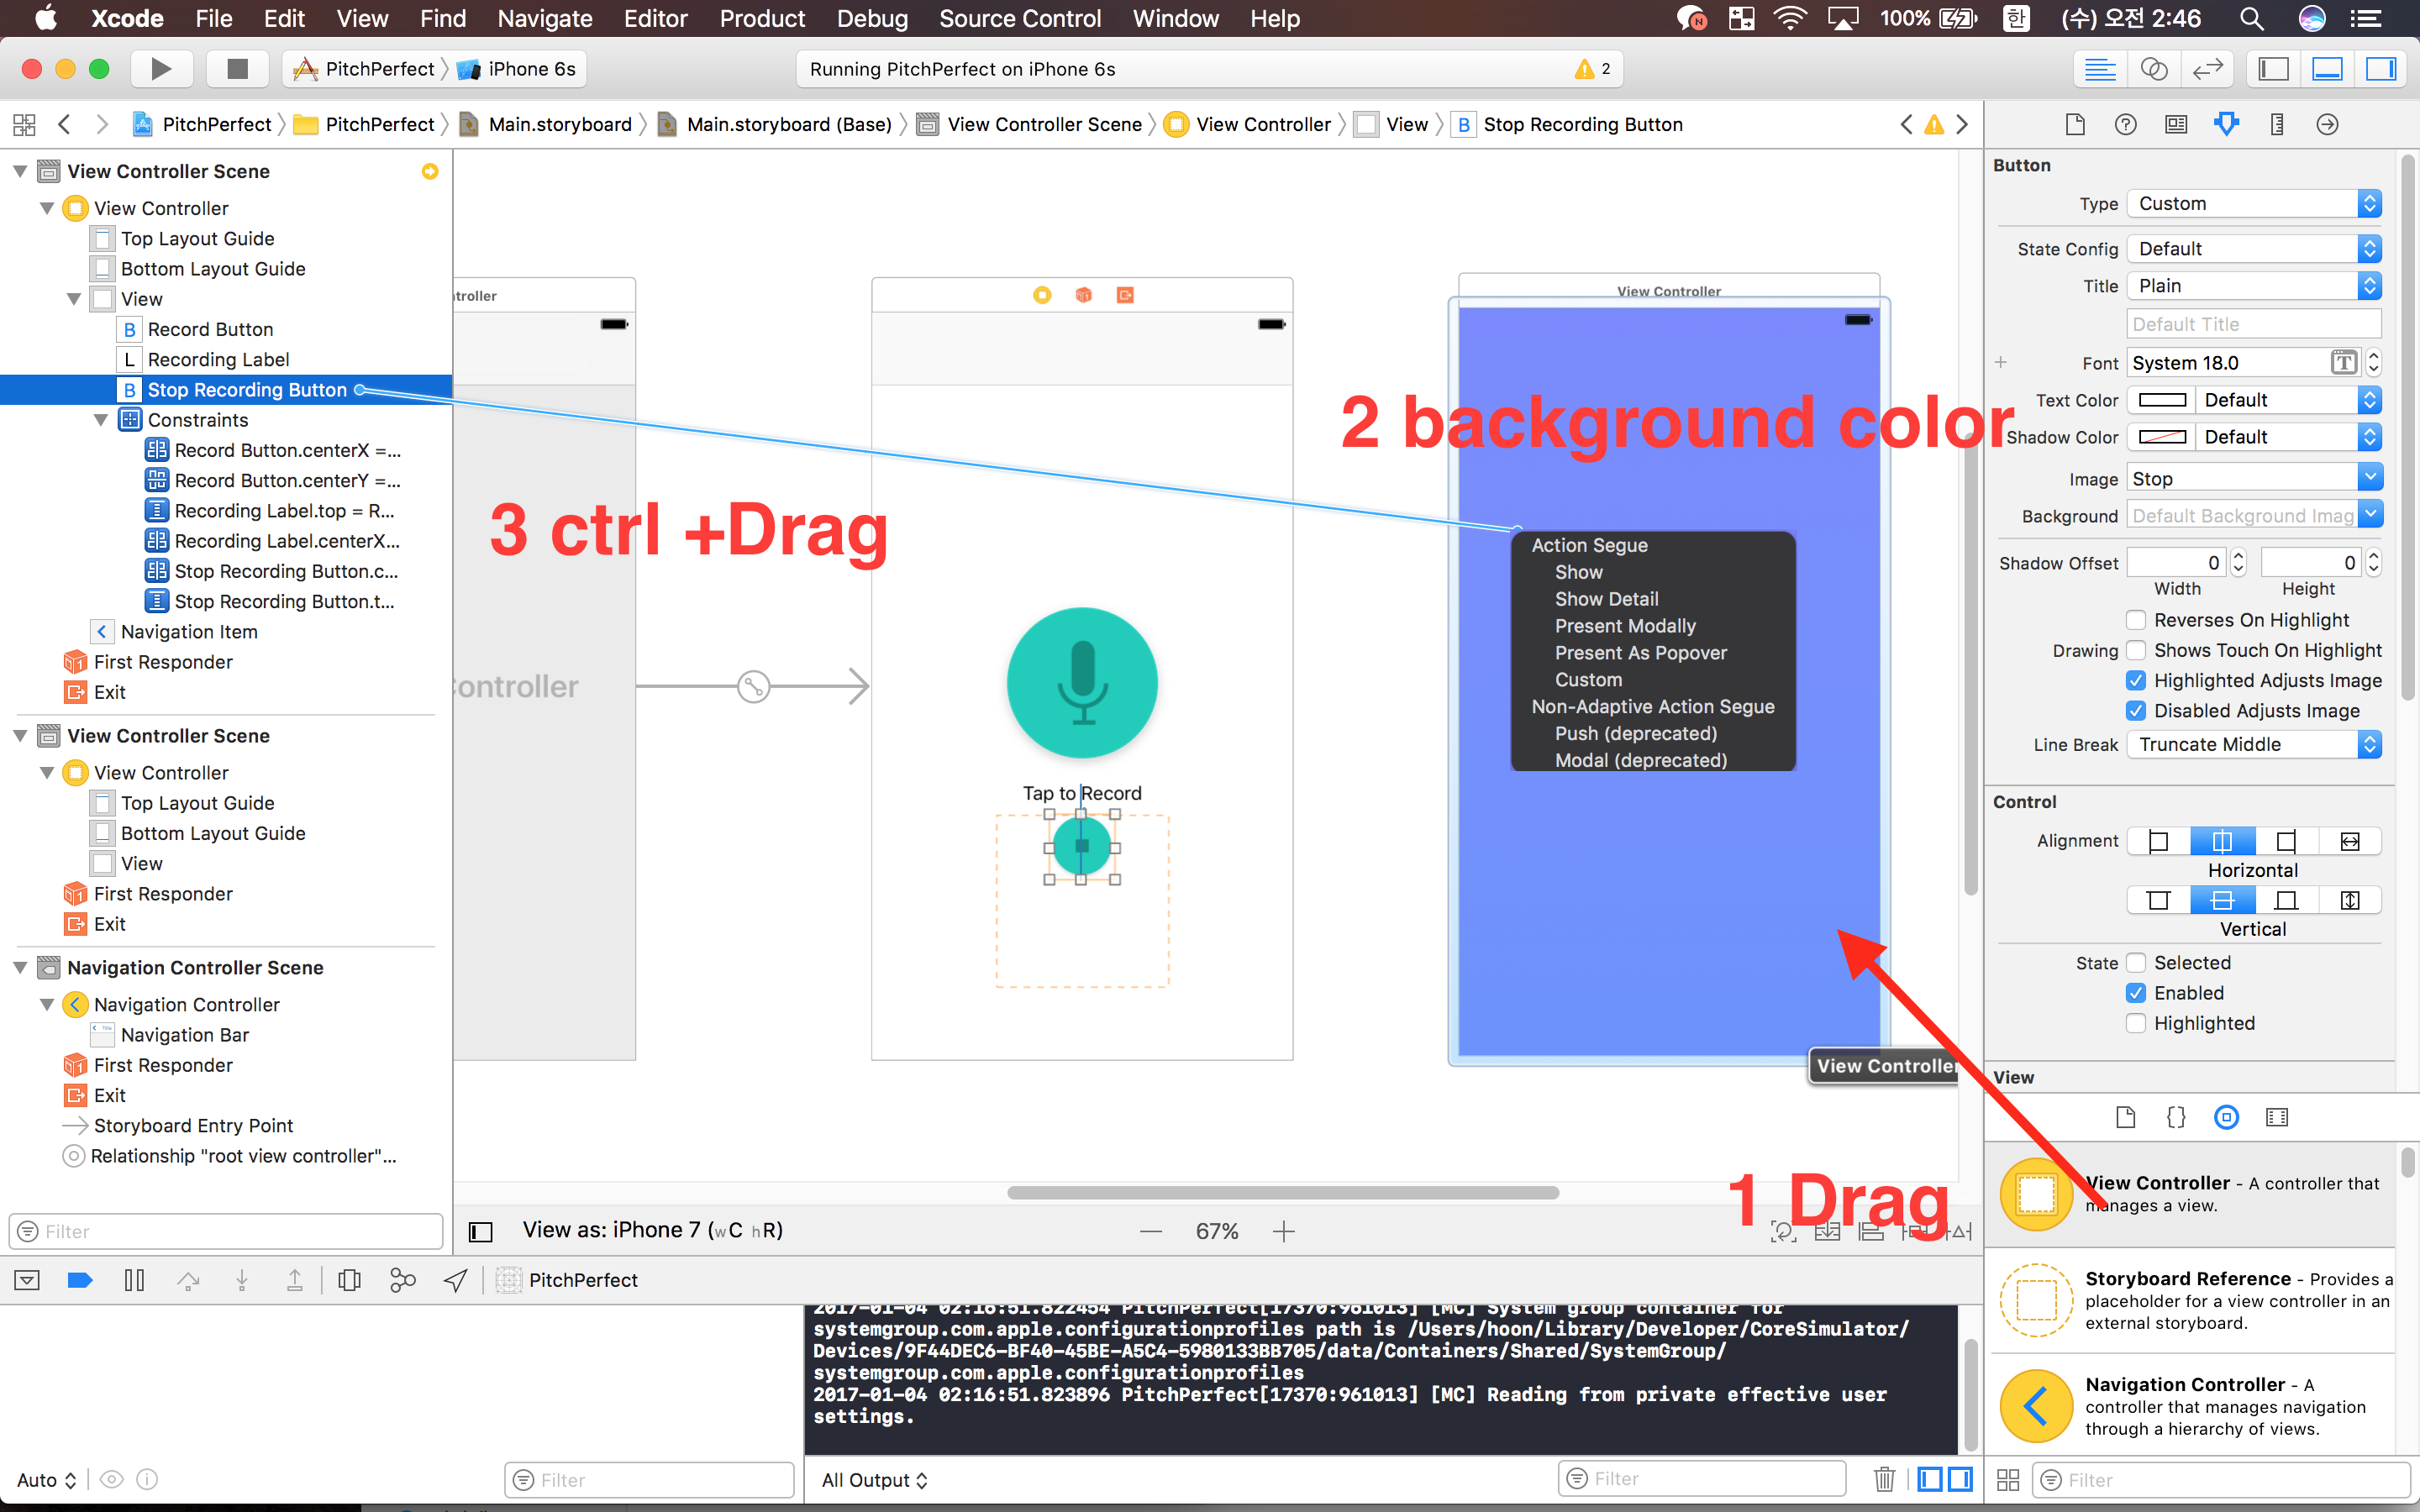 Xcode File Edit View Find Navigate Editor Product Debug Source Control Window Help N 100% 한 (수) 오전 2:46
PitchPerfect iPhone 6s
Running PitchPerfect on iPhone 6s 2
PitchPerfect PitchPerfect Main.storyboard Main.storyboard (Base) View Controller Scene View Controller View B Stop Recording Button
View Controller Scene
View Controller
Top Layout Guide
Bottom Layout Guide
View
B Record Button
L Recording Label
B Stop Recording Button
Constraints
Record Button.centerX =...
Record Button.centerY =...
Recording Label.top = R...
Recording Label.centerX...
Stop Recording Button.c...
Stop Recording Button.t...
Navigation Item
First Responder
Exit
View Controller Scene
View Controller
Top Layout Guide
Bottom Layout Guide
View
First Responder
Exit
Navigation Controller Scene
Navigation Controller
Navigation Bar
First Responder
Exit
Storyboard Entry Point
Relationship "root view controller"...
Filter
troller
ontroller
View Controller
2 background color
3 ctrl +Drag
Action Segue
Show
Show Detail
Present Modally
Present As Popover
Custom
Non-Adaptive Action Segue
Push (deprecated)
Modal (deprecated)
Tap to Record
View Controller
1 Drag
View as: iPhone 7 (wC hR)
67%
Button
Type Custom
State Config Default
Title Plain
Default Title
Font System 18.0 T
Text Color Default
Shadow Color Default
Image Stop
Background Default Background Imag
Shadow Offset 0 0
Width Height
Reverses On Highlight
Drawing Shows Touch On Highlight
Highlighted Adjusts Image
Disabled Adjusts Image
Line Break Truncate Middle
Control
Alignment
Horizontal
Vertical
State Selected
Enabled
Highlighted
View
View Controller - A controller that
manages a view.
Storyboard Reference - Provides a
placeholder for a view controller in an
external storyboard.
Navigation Controller - A
controller that manages navigation
through a hierarchy of views.
Filter
PitchPerfect
2017-01-04 02:16:51.822454 PitchPerfect[17370:961013] [MC] System group container for
systemgroup.com.apple.configurationprofiles path is /Users/hoon/Library/Developer/CoreSimulator/
Devices/9F44DEC6-BF40-45BE-A5C4-5980133BB705/data/Containers/Shared/SystemGroup/
systemgroup.com.apple.configurationprofiles
2017-01-04 02:16:51.823896 PitchPerfect[17370:961013] [MC] Reading from private effective user
settings.
Auto
Filter
All Output
Filter